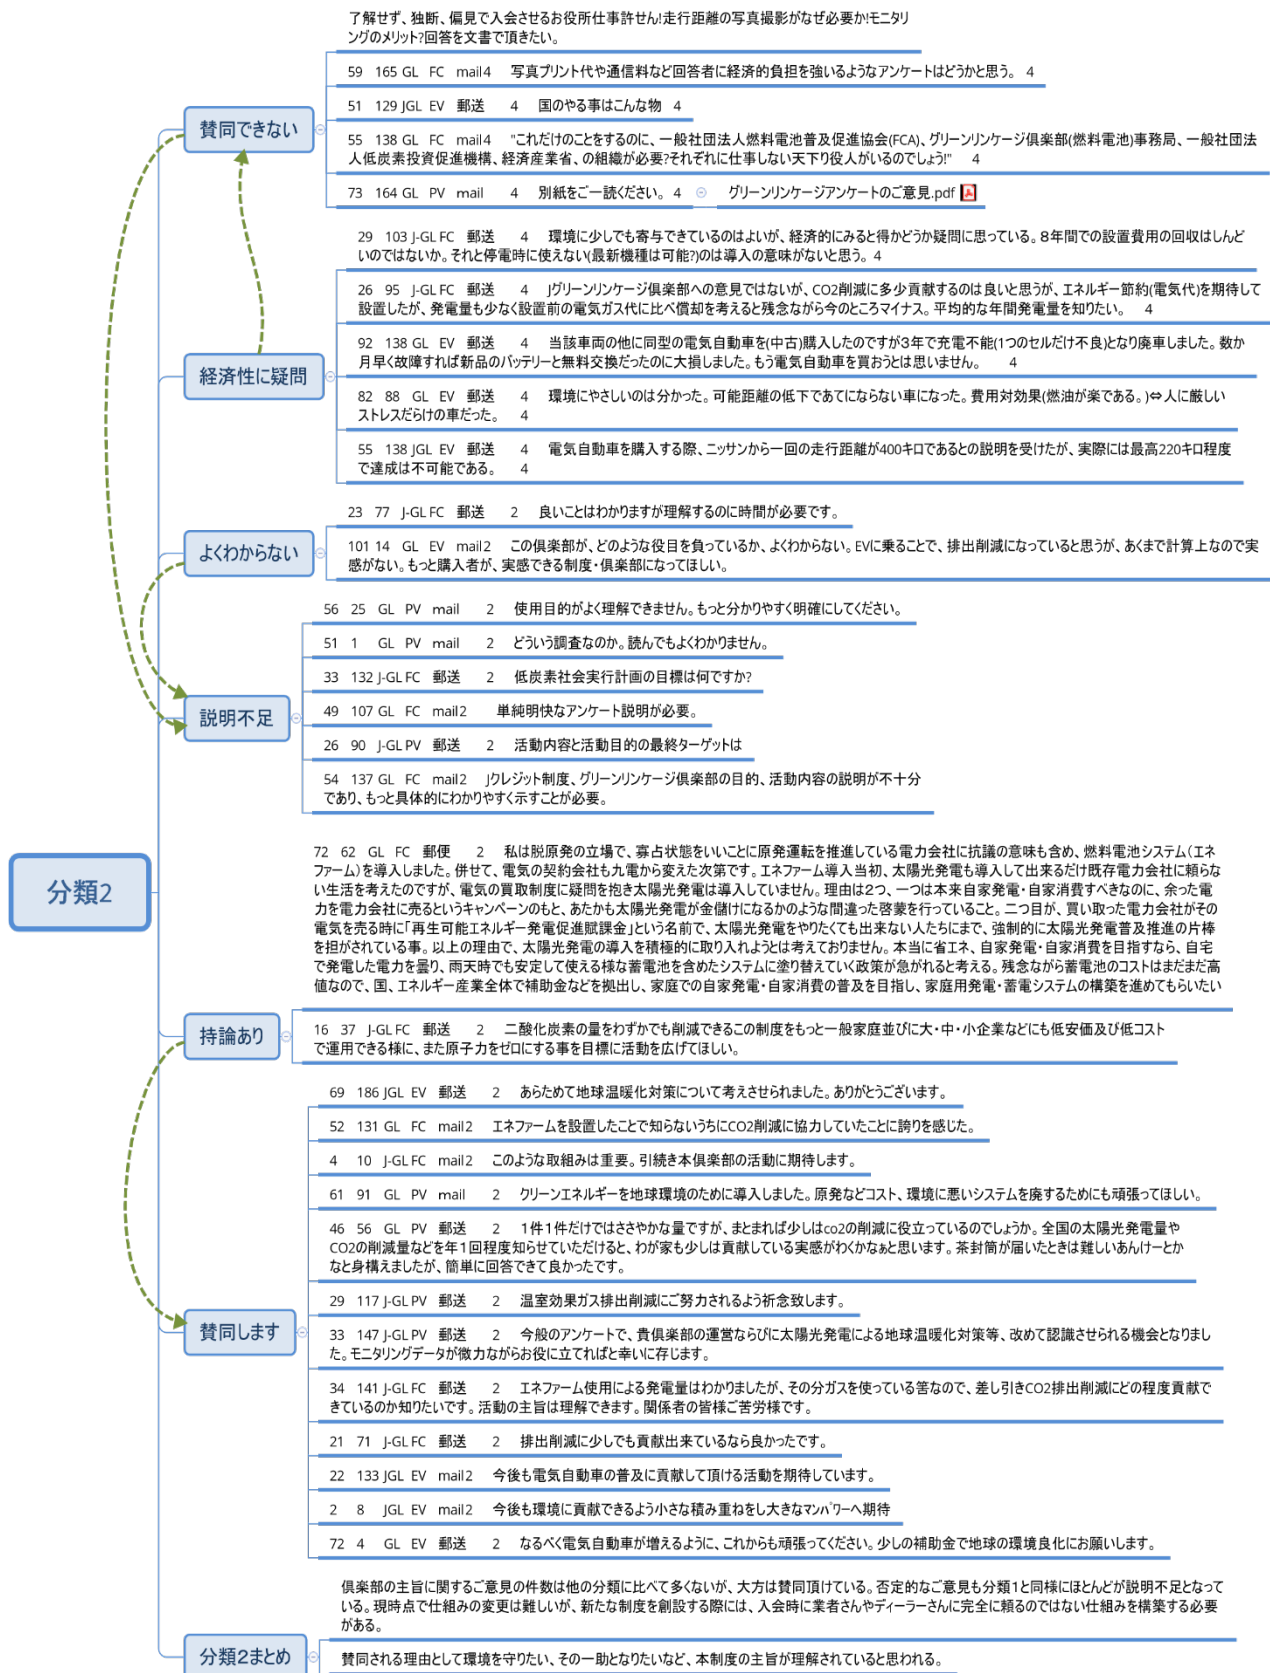 了解せず、独断、偏見で入会させるお役所仕事許せん!走行距離の写真撮影がなぜ必要か!モニタリ
ングのメリット?回答を文書で頂きたい。
59 165 GL FC mail4 写真プリント代や通信料など回答者に経済的負担を強いるようなアンケートはどうかと思う。 4
51 129 JGL EV 郵送 4 国のやる事はこんな物 4
賛同できない
55 138 GL FC mail4 "これだけのことをするのに、一般社団法人燃料電池普及促進協会(FCA)、グリーンリンケージ倶楽部(燃料電池)事務局、一般社団法
人低炭素投資促進機構、経済産業省、の組織が必要?それぞれに仕事しない天下り役人がいるのでしょう!" 4
73 164 GL PV mail 4 別紙をご一読ください。 4 グリーンリンケージアンケートのご意見.pdf
29 103 J-GL FC 郵送 4 環境に少しでも寄与できているのはよいが、経済的にみると得かどうか疑問に思っている。8年間での設置費用の回収はしんど
いのではないか。それと停電時に使えない(最新機種は可能?)のは導入の意味がないと思う。 4
26 95 J-GL FC 郵送 4 Jグリーンリンケージ倶楽部への意見ではないが、CO2削減に多少貢献するのは良いと思うが、エネルギー節約(電気代)を期待して
設置したが、発電量も少なく設置前の電気ガス代に比べ償却を考えると残念ながら今のところマイナス。平均的な年間発電量を知りたい。 4
92 138 GL EV 郵送 4 当該車両の他に同型の電気自動車を(中古)購入したのですが3年で充電不能(1つのセルだけ不良)となり廃車しました。数か
月早く故障すれば新品のバッテリーと無料交換だったのに大損しました。もう電気自動車を買おうとは思いません。 4
経済性に疑問
82 88 GL EV 郵送 4 環境にやさしいのは分かった。可能距離の低下であてにならない車になった。費用対効果(燃油が楽である。)⇔人に厳しい
ストレスだらけの車だった。 4
55 138 JGL EV 郵送 4 電気自動車を購入する際、ニッサンから一回の走行距離が400キロであるとの説明を受けたが、実際には最高220キロ程度
で達成は不可能である。 4
23 77 J-GL FC 郵送 2 良いことはわかりますが理解するのに時間が必要です。
よくわからない
101 14 GL EV mail2 この倶楽部が、どのような役目を負っているか、よくわからない。EVに乗ることで、排出削減になっていると思うが、あくまで計算上なので実
感がない。もっと購入者が、実感できる制度・倶楽部になってほしい。
56 25 GL PV mail 2 使用目的がよく理解できません。もっと分かりやすく明確にしてください。
51 1 GL PV mail 2 どういう調査なのか。読んでもよくわかりません。
33 132 J-GL FC 郵送 2 低炭素社会実行計画の目標は何ですか?
49 107 GL FC mail2 単純明快なアンケート説明が必要。
説明不足
26 90 J-GL PV 郵送 2 活動内容と活動目的の最終ターゲットは
54 137 GL FC mail2 Jクレジット制度、グリーンリンケージ倶楽部の目的、活動内容の説明が不十分
であり、もっと具体的にわかりやすく示すことが必要。
分類2
72 62 GL FC 郵便 2 私は脱原発の立場で、寡占状態をいいことに原発運転を推進している電力会社に抗議の意味も含め、燃料電池システム(エネ
ファーム)を導入しました。併せて、電気の契約会社も九電から変えた次第です。エネファーム導入当初、太陽光発電も導入して出来るだけ既存電力会社に頼らな
い生活を考えたのですが、電気の買取制度に疑問を抱き太陽光発電は導入していません。理由は2つ、一つは本来自家発電・自家消費すべきなのに、余った電
力を電力会社に売るというキャンペーンのもと、あたかも太陽光発電が金儲けになるかのような間違った啓蒙を行っていること。二つ目が、買い取った電力会社がその
電気を売る時に「再生可能エネルギー発電促進賦課金」という名前で、太陽光発電をやりたくても出来ない人たちにまで、強制的に太陽光発電普及推進の片棒
を担がされている事。以上の理由で、太陽光発電の導入を積極的に取り入れようとは考えておりません。本当に省エネ、自家発電・自家消費を目指すなら、自宅
で発電した電力を曇り、雨天時でも安定して使える様な蓄電池を含めたシステムに塗り替えていく政策が急がれると考える。残念ながら蓄電池のコストはまだまだ高
値なので、国、エネルギー産業全体で補助金などを拠出し、家庭での自家発電・自家消費の普及を目指し、家庭用発電・蓄電システムの構築を進めてもらいたい
持論あり
16 37 J-GL FC 郵送 2 二酸化炭素の量をわずかでも削減できるこの制度をもっと一般家庭並びに大・中・小企業などにも低安価及び低コスト
で運用できる様に、また原子力をゼロにする事を目標に活動を広げてほしい。
69 186 JGL EV 郵送 2 あらためて地球温暖化対策について考えさせられました。ありがとうございます。
52 131 GL FC mail2 エネファームを設置したことで知らないうちにCO2削減に協力していたことに誇りを感じた。
4 10 J-GL FC mail2 このような取組みは重要。引続き本倶楽部の活動に期待します。
61 91 GL PV mail 2 クリーンエネルギーを地球環境のために導入しました。原発などコスト、環境に悪いシステムを廃するためにも頑張ってほしい。
46 56 GL PV 郵送 2 1件1件だけではささやかな量ですが、まとまれば少しはco2の削減に役立っているのでしょうか。全国の太陽光発電量や
CO2の削減量などを年1回程度知らせていただけると、わが家も少しは貢献している実感がわくかなぁと思います。茶封筒が届いたときは難しいあんけーとか
なと身構えましたが、簡単に回答できて良かったです。
29 117 J-GL PV 郵送 2 温室効果ガス排出削減にご努力されるよう祈念致します。
賛同します
33 147 J-GL PV 郵送 2 今般のアンケートで、貴倶楽部の運営ならびに太陽光発電による地球温暖化対策等、改めて認識させられる機会となりまし
た。モニタリングデータが微力ながらお役に立てればと幸いに存じます。
34 141 J-GL FC 郵送 2 エネファーム使用による発電量はわかりましたが、その分ガスを使っている筈なので、差し引きCO2排出削減にどの程度貢献で
きているのか知りたいです。活動の主旨は理解できます。関係者の皆様ご苦労様です。
21 71 J-GL FC 郵送 2 排出削減に少しでも貢献出来ているなら良かったです。
22 133 JGL EV mail2 今後も電気自動車の普及に貢献して頂ける活動を期待しています。
2 8 JGL EV mail2 今後も環境に貢献できるよう小さな積み重ねをし大きなマンパワーへ期待
72 4 GL EV 郵送 2 なるべく電気自動車が増えるように、これからも頑張ってください。少しの補助金で地球の環境良化にお願いします。
倶楽部の主旨に関するご意見の件数は他の分類に比べて多くないが、大方は賛同頂けている。否定的なご意見も分類1と同様にほとんどが説明不足となって
いる。現時点で仕組みの変更は難しいが、新たな制度を創設する際には、入会時に業者さんやディーラーさんに完全に頼るのではない仕組みを構築する必要
がある。
分類2まとめ
賛同される理由として環境を守りたい、その一助となりたいなど、本制度の主旨が理解されていると思われる。